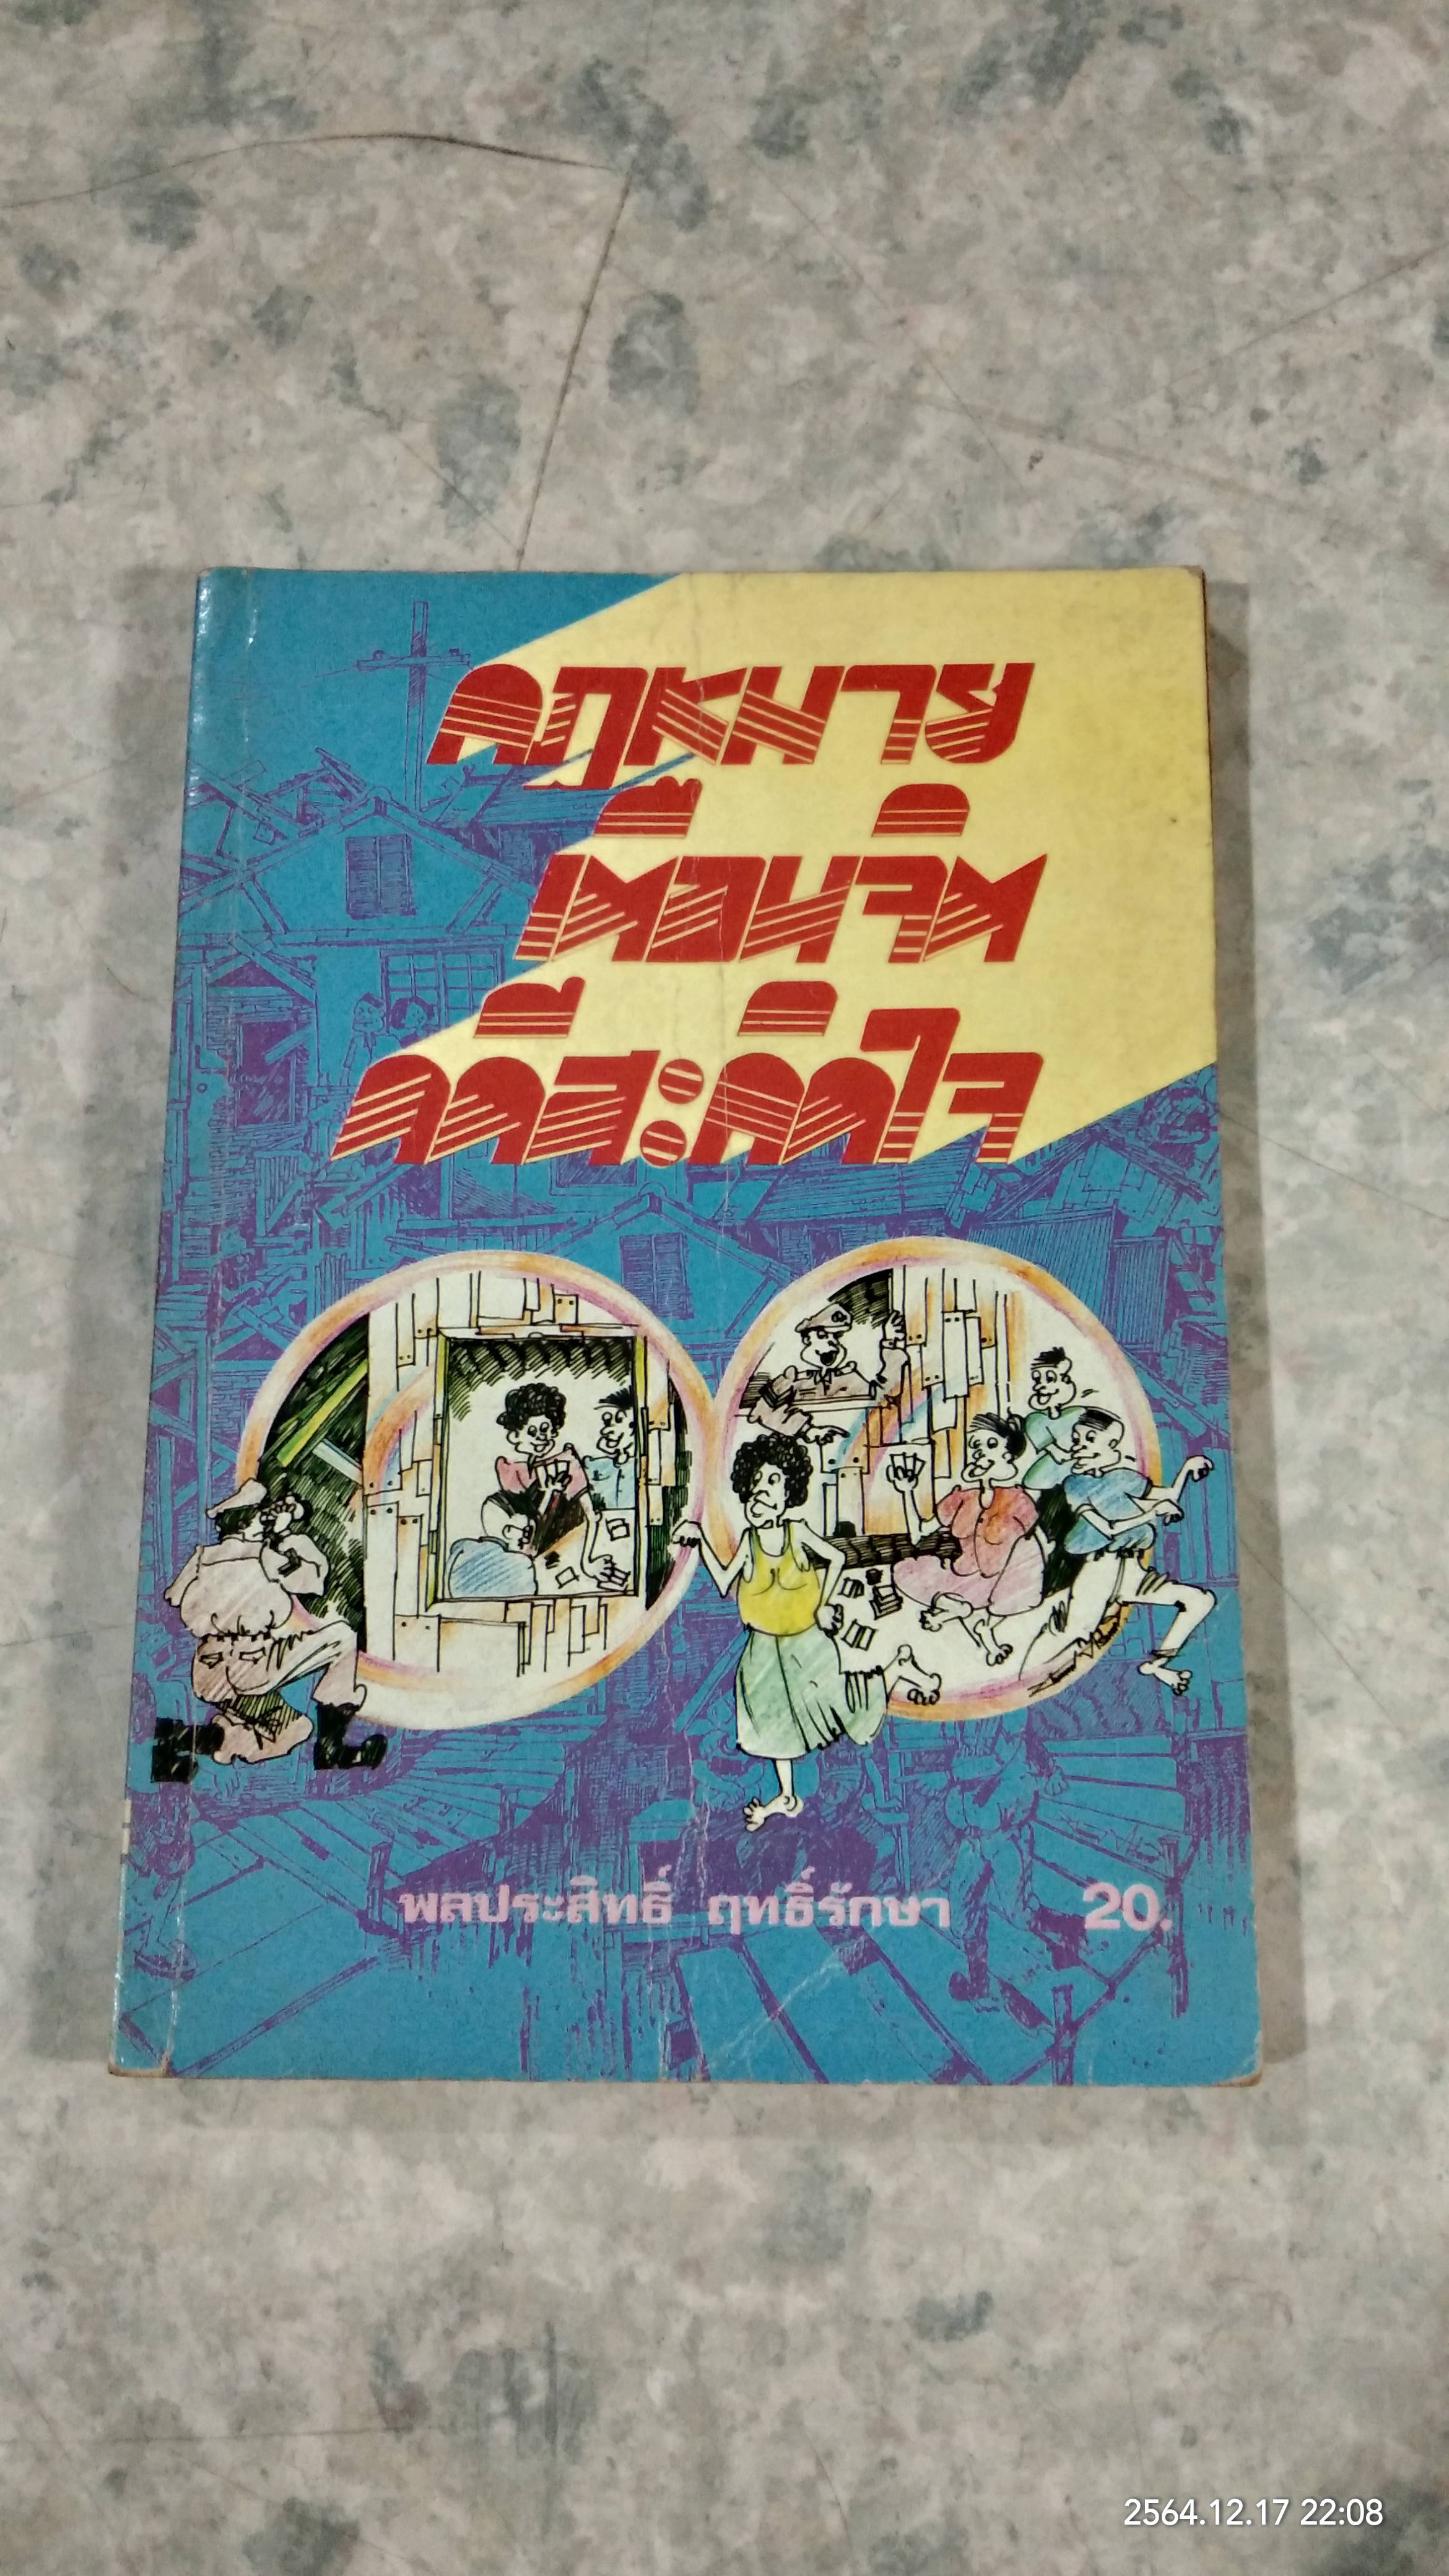 กฎหมาย
เตือนจิต
คดีสะกิดใจ
พลประสิทธิ์ ฤทธิ์รักษา
20.
2564.12.17 22:08